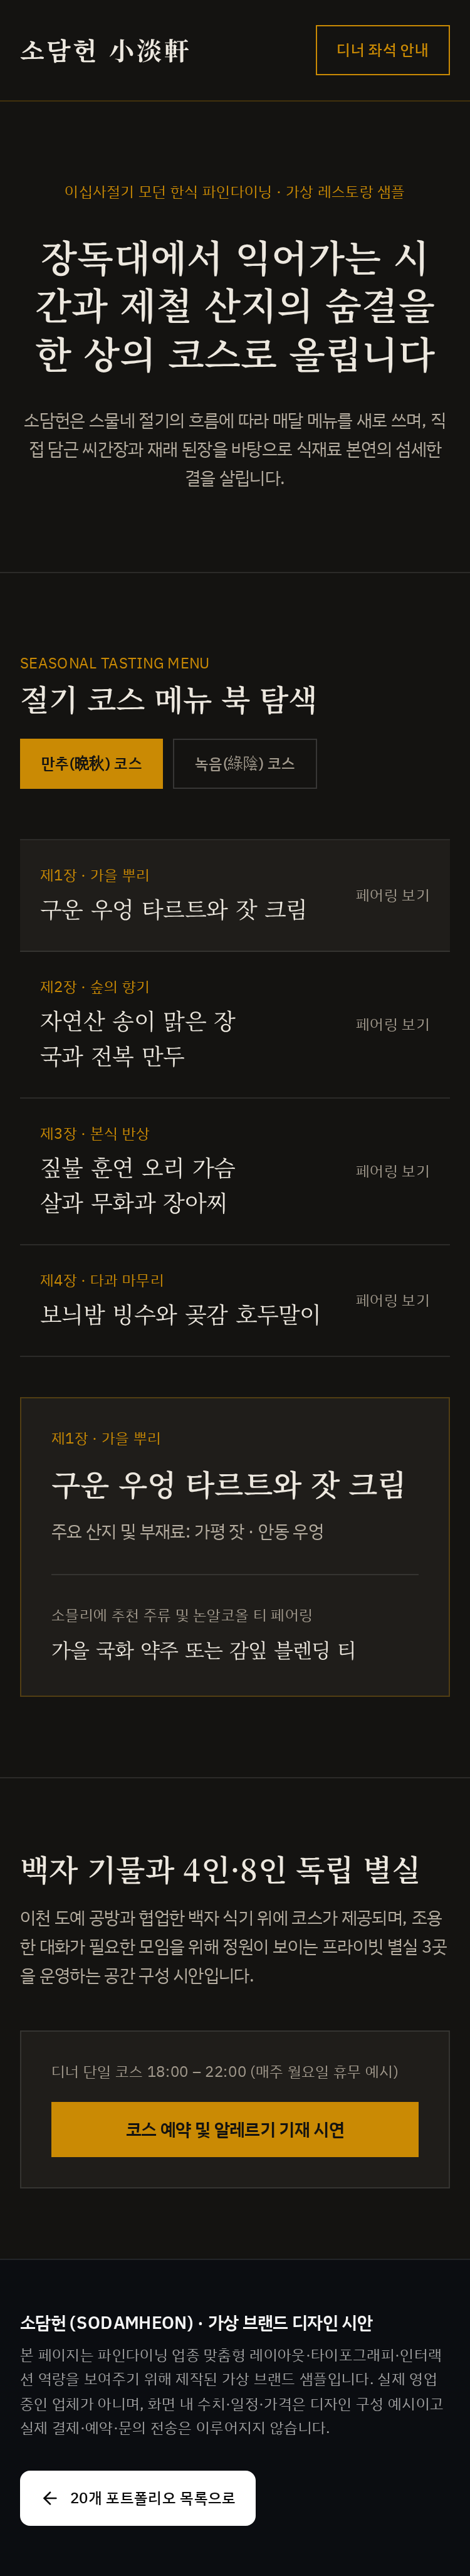 소담헌 小淡軒
디너 좌석 안내
이십사절기 모던 한식 파인다이닝 · 가상 레스토랑 샘플
장독대에서 익어가는 시
간과 제철 산지의 숨결을
한 상의 코스로 올립니다
소담헌은 스물네 절기의 흐름에 따라 매달 메뉴를 새로 쓰며, 직
접 담근 씨간장과 재래 된장을 바탕으로 식재료 본연의 섬세한
결을 살립니다.
SEASONAL TASTING MENU
절기 코스 메뉴 북 탐색
만추(晩秋) 코스
녹음(綠陰) 코스
제1장 · 가을 뿌리
구운 우엉 타르트와 잣 크림
페어링 보기
제2장 · 숲의 향기
자연산 송이 맑은 장
국과 전복 만두
페어링 보기
제3장 · 본식 반상
짚불 훈연 오리 가슴
살과 무화과 장아찌
페어링 보기
제4장 · 다과 마무리
보늬밤 빙수와 곶감 호두말이
페어링 보기
제1장 · 가을 뿌리
구운 우엉 타르트와 잣 크림
주요 산지 및 부재료: 가평 잣 · 안동 우엉
소믈리에 추천 주류 및 논알코올 티 페어링
가을 국화 약주 또는 감잎 블렌딩 티
백자 기물과 4인·8인 독립 별실
이천 도예 공방과 협업한 백자 식기 위에 코스가 제공되며, 조용
한 대화가 필요한 모임을 위해 정원이 보이는 프라이빗 별실 3곳
을 운영하는 공간 구성 시안입니다.
디너 단일 코스 18:00 – 22:00 (매주 월요일 휴무 예시)
코스 예약 및 알레르기 기재 시연
소담헌 (SODAMHEON) · 가상 브랜드 디자인 시안
본 페이지는 파인다이닝 업종 맞춤형 레이아웃·타이포그래피·인터랙
션 역량을 보여주기 위해 제작된 가상 브랜드 샘플입니다. 실제 영업
중인 업체가 아니며, 화면 내 수치·일정·가격은 디자인 구성 예시이고
실제 결제·예약·문의 전송은 이루어지지 않습니다.
← 20개 포트폴리오 목록으로